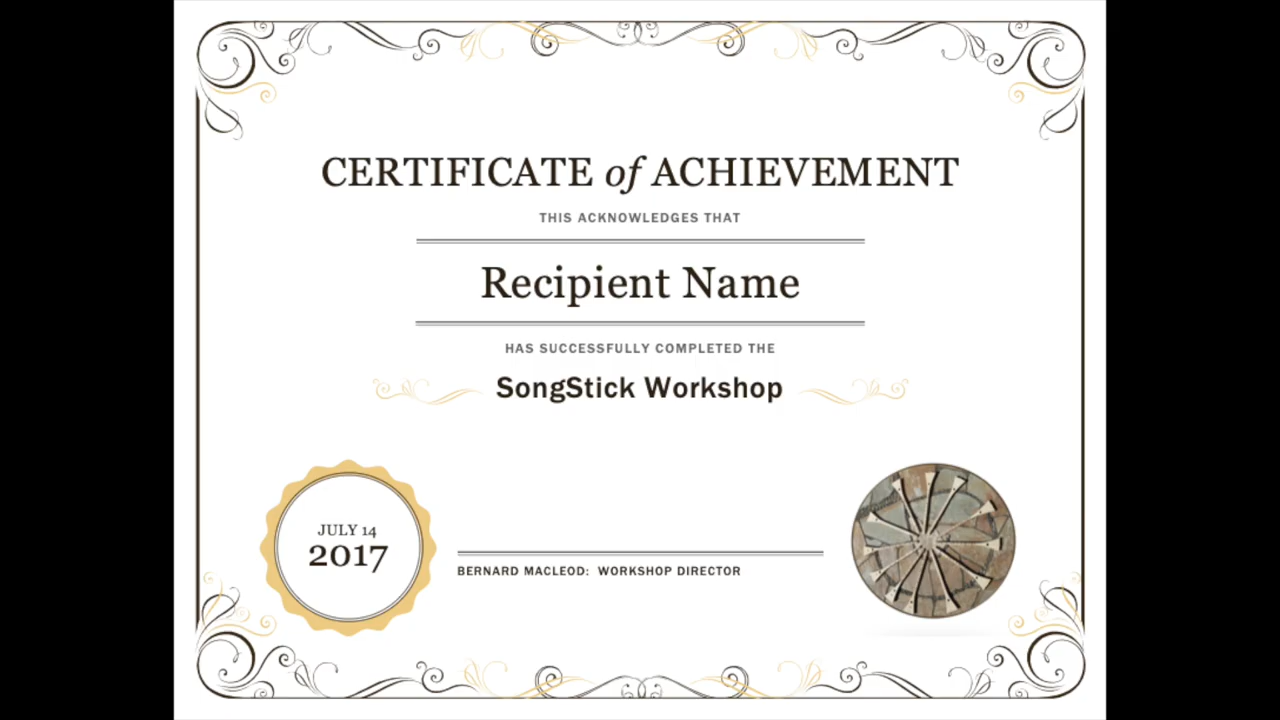 CERTIFICATE of ACHIEVEMENT
THIS ACKNOWLEDGES THAT
Recipient Name
HAS SUCCESSFULLY COMPLETED THE
SongStick Workshop
JULY 14
2017
BERNARD MACLEOD: WORKSHOP DIRECTOR